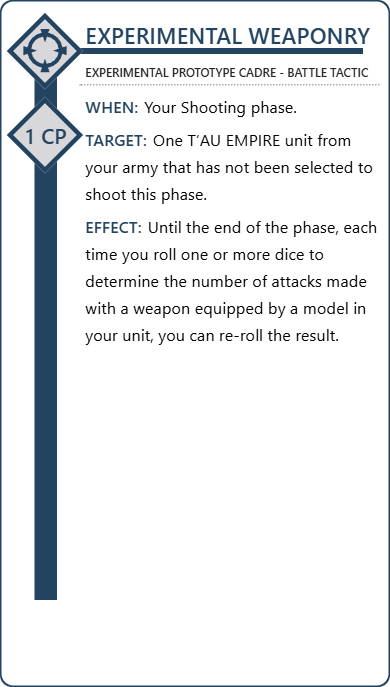 EXPERIMENTAL WEAPONRY
EXPERIMENTAL PROTOTYPE CADRE - BATTLE TACTIC
WHEN: Your Shooting phase.
1 CP
TARGET: One T’AU EMPIRE unit from
your army that has not been selected to
shoot this phase.
EFFECT: Until the end of the phase, each
time you roll one or more dice to
determine the number of attacks made
with a weapon equipped by a model in
your unit, you can re-roll the result.